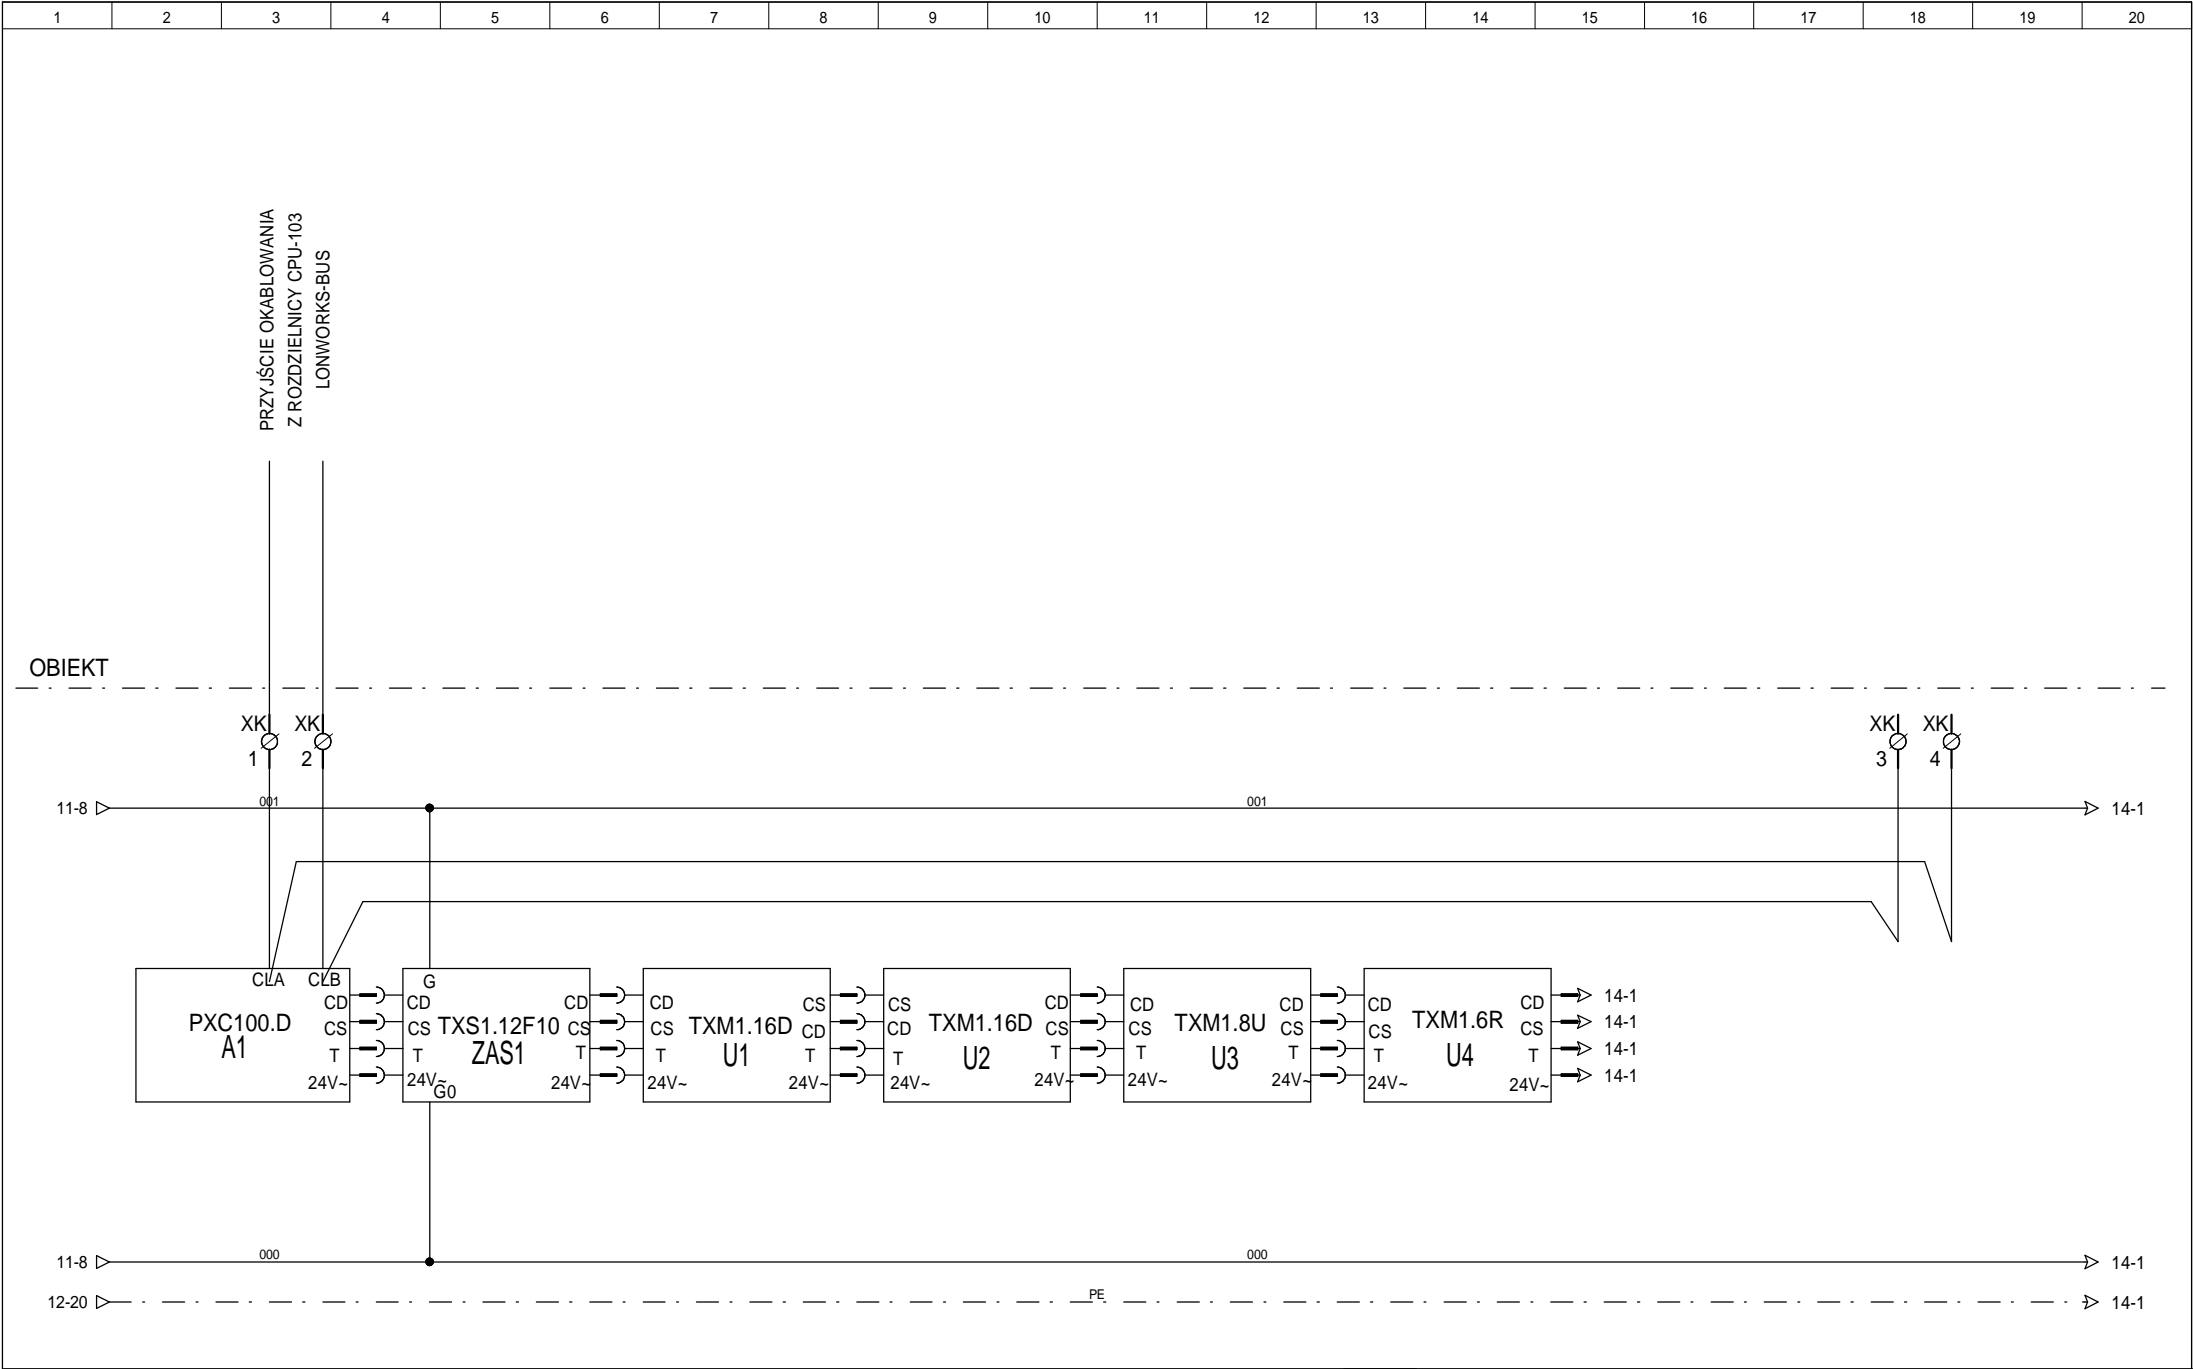 1 2 3 4 5 6 7 8 9 10 11 12 13 14 15 16 17 18 19 20
PRZYJŚCIE OKABLOWANIA
Z ROZDZIELNICY CPU-103
LONWORKS-BUS
OBIEKT
XK XK XK XK
1 2 3 4
11-8 001 001 14-1
CLA CLB
CD
CS
T
24V~
PXC100.D
A1
G
CD
CS
T
24V~
G0
TXS1.12F10
ZAS1
CD
CS
T
24V~
CD
CS
T
24V~
TXM1.16D
U1
CS
CD
T
24V~
CS
CD
T
24V~
TXM1.16D
U2
CD
CS
T
24V~
CD
CS
T
24V~
TXM1.8U
U3
CD
CS
T
24V~
CD
CS
T
24V~
TXM1.6R
U4
CD
CS
T
24V~
14-1
14-1
14-1
14-1
11-8 000 000 14-1
12-20 PE 14-1